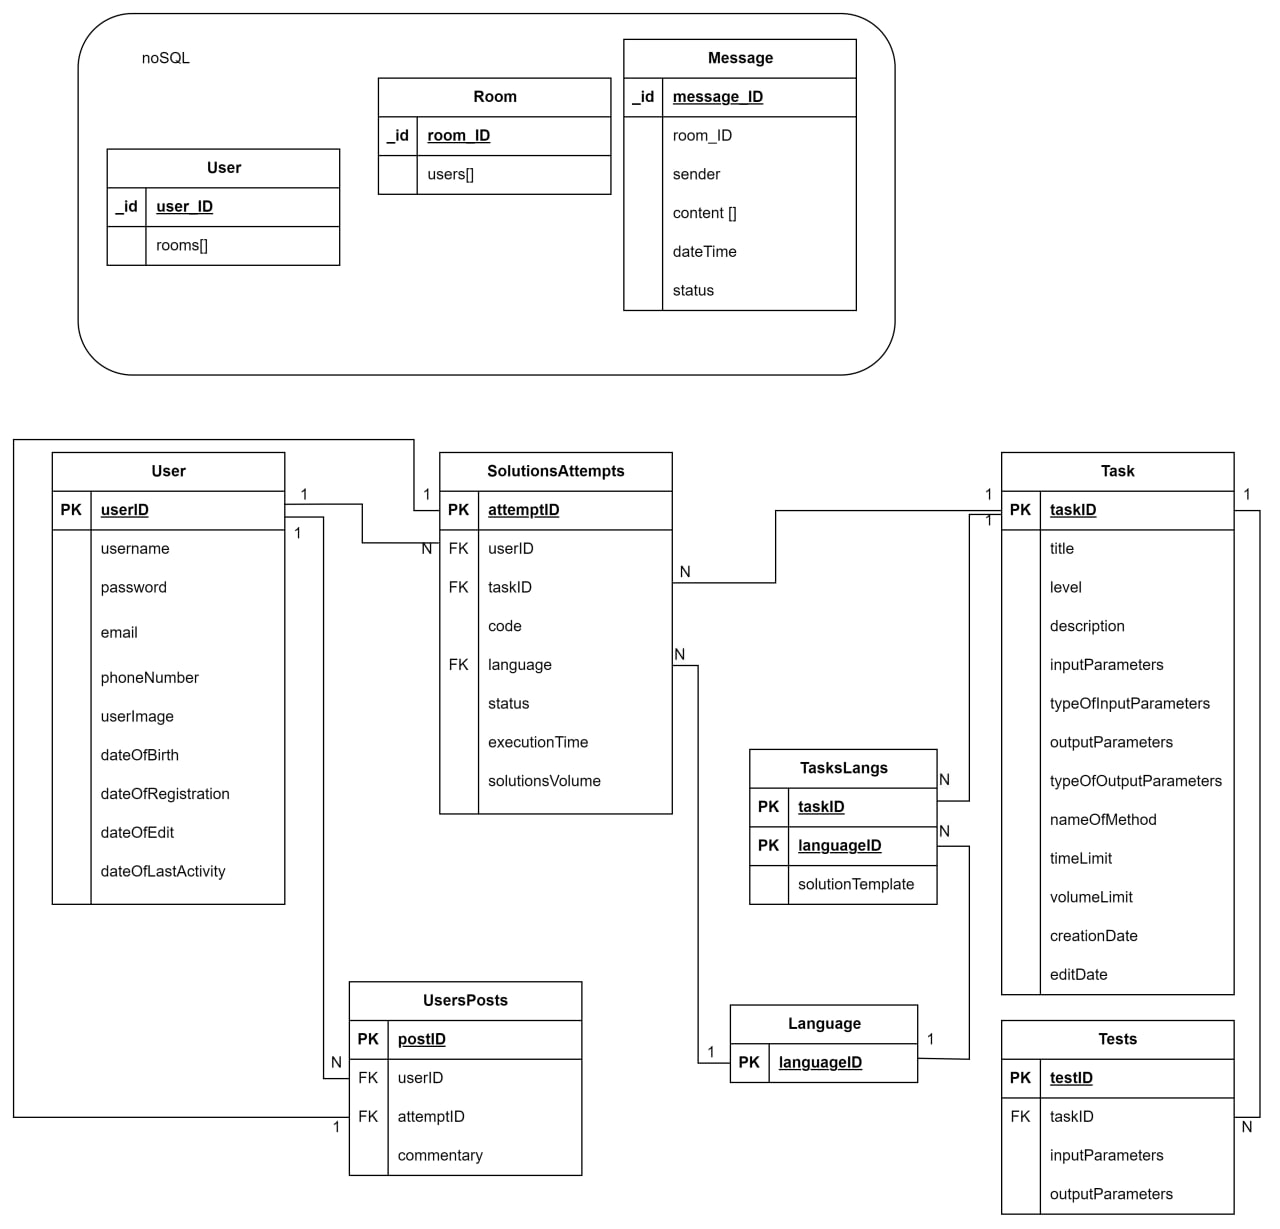 noSQL
User
_id user_ID
rooms[]
Room
_id room_ID
users[]
Message
_id message_ID
room_ID
sender
content []
dateTime
status
User
PK userID
username
password
email
phoneNumber
userImage
dateOfBirth
dateOfRegistration
dateOfEdit
dateOfLastActivity
1
1
1
N
SolutionsAttempts
PK attemptID
FK userID
FK taskID
code
FK language
status
executionTime
solutionsVolume
N
N
1
1
Task
PK taskID
title
level
description
inputParameters
typeOfInputParameters
outputParameters
typeOfOutputParameters
nameOfMethod
timeLimit
volumeLimit
creationDate
editDate
1
TasksLangs
PK taskID
PK languageID
solutionTemplate
N
N
UsersPosts
PK postID
FK userID
FK attemptID
commentary
N
1
Language
PK languageID
1
1
Tests
PK testID
FK taskID
inputParameters
outputParameters
N